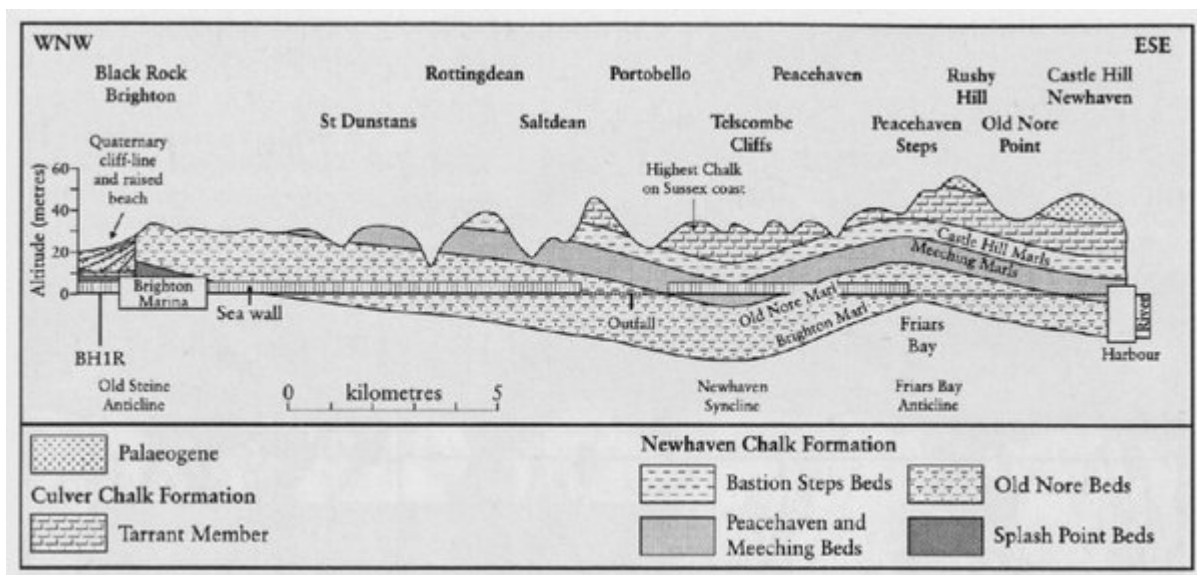 WNW
ESE
Black Rock
Brighton
Rottingdean
Portobello
Peacehaven
Rushy
Hill
Castle Hill
Newhaven
St Dunstans
Saltdean
Telscombe
Cliffs
Peacehaven
Steps
Old Nore
Point
Quaternary
cliff-line
and raised
beach
Highest Chalk
on Sussex coast
Altitude (metres)
60
40
20
0
Castle Hill Marls
Meeching Marls
Old Nore Marl
Brighton Marl
Brighton
Marina
Sea wall
Outfall
Friars
Bay
River
Harbour
BH1R
Old Steine
Anticline
0 kilometres 5
Newhaven
Syncline
Friars Bay
Anticline
Palaeogene
Culver Chalk Formation
Tarrant Member
Newhaven Chalk Formation
Bastion Steps Beds
Old Nore Beds
Peacehaven and
Meeching Beds
Splash Point Beds